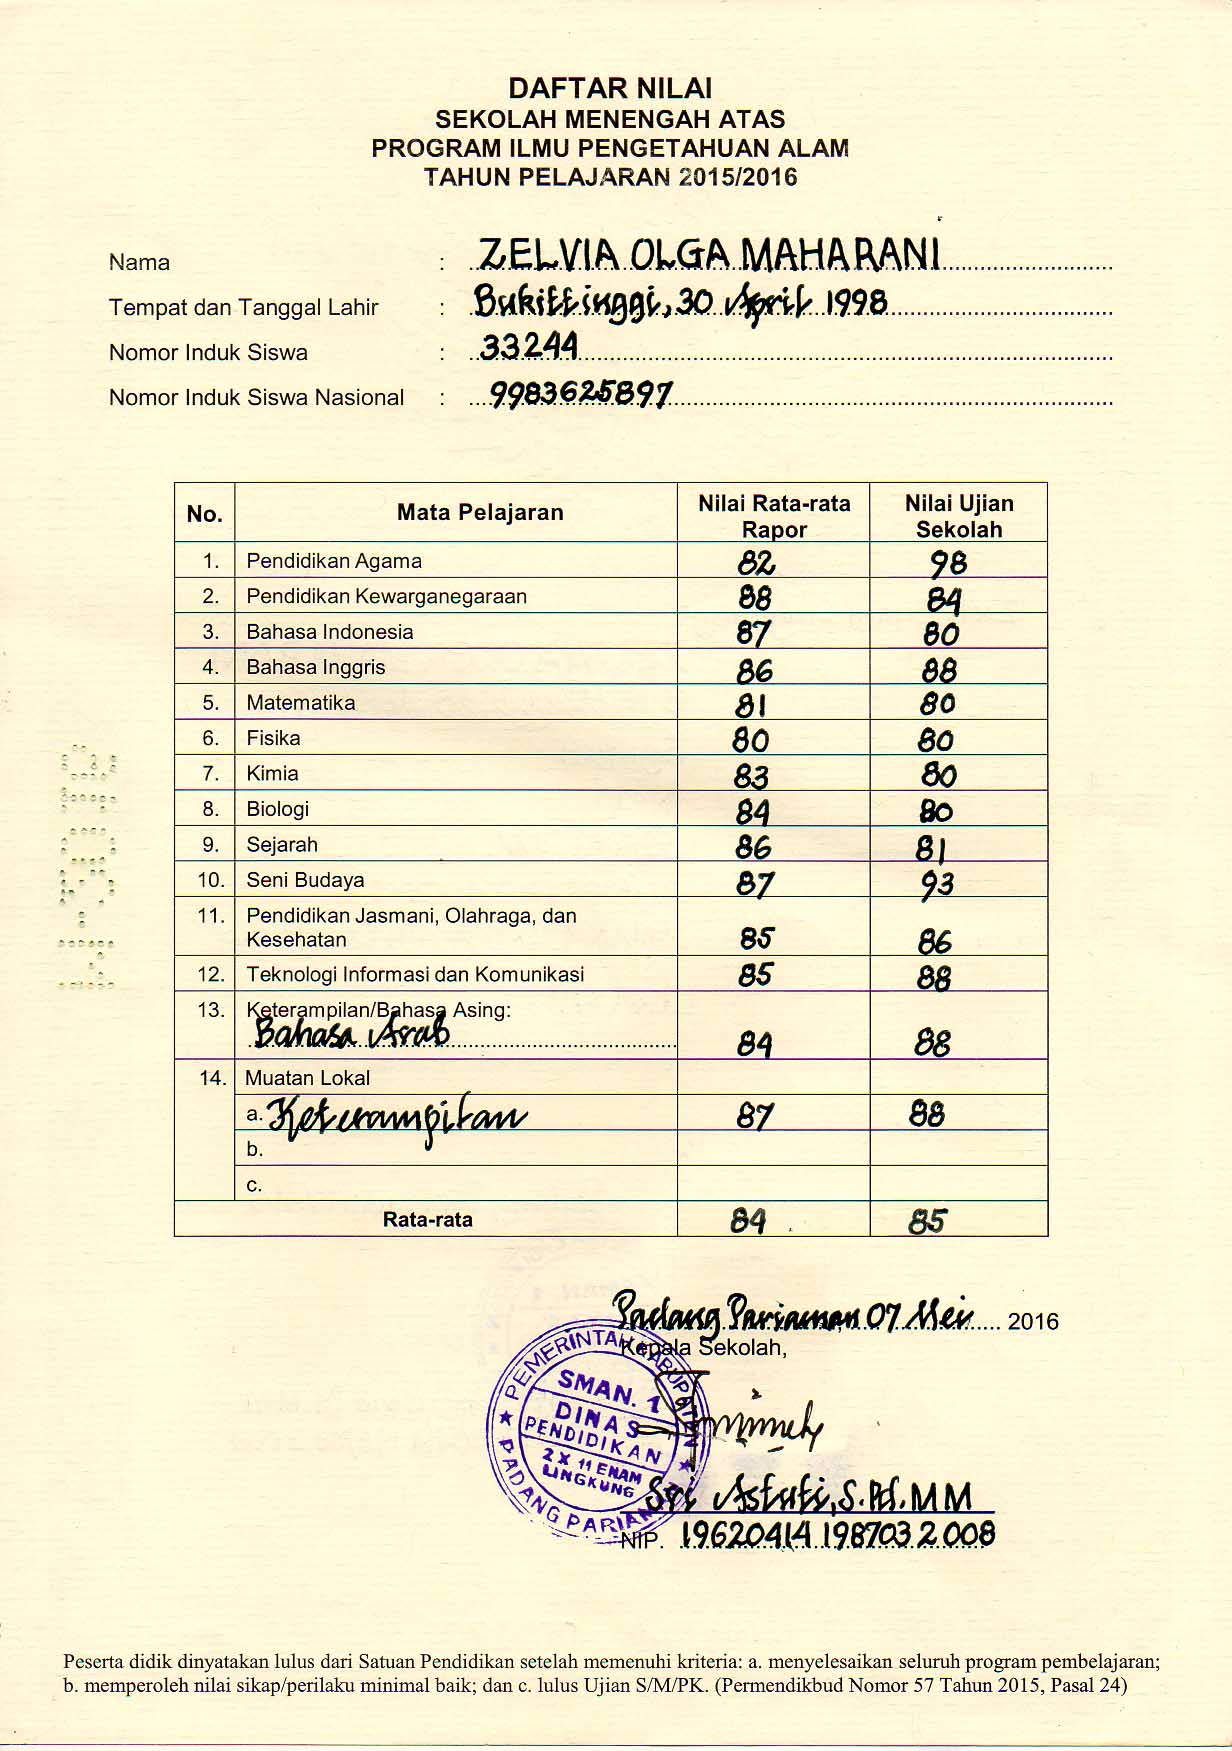 DAFTAR NILAI
SEKOLAH MENENGAH ATAS
PROGRAM ILMU PENGETAHUAN ALAM
TAHUN PELAJARAN 2015/2016
Nama : ZELVIA OLGA MAHARANI
Tempat dan Tanggal Lahir : Bukittinggi, 30 April 1998
Nomor Induk Siswa : 33244
Nomor Induk Siswa Nasional : 9983625897
No. Mata Pelajaran Nilai Rata-rata Rapor Nilai Ujian Sekolah
1. Pendidikan Agama 82 98
2. Pendidikan Kewarganegaraan 88 84
3. Bahasa Indonesia 87 80
4. Bahasa Inggris 86 88
5. Matematika 81 80
6. Fisika 80 80
7. Kimia 83 80
8. Biologi 84 80
9. Sejarah 86 81
10. Seni Budaya 87 93
11. Pendidikan Jasmani, Olahraga, dan
Kesehatan 85 86
12. Teknologi Informasi dan Komunikasi 85 88
13. Keterampilan/Bahasa Asing:
Bahasa Arab 84 88
14. Muatan Lokal
a. Keterampilan 87 88
b.
c.
Rata-rata 84 85
Padang Pariaman, 07 Mei 2016
Kepala Sekolah,
PEMERINTAH KABUPATEN
SMAN. 1
DINAS
PENDIDIKAN
2 X 11 ENAM
LINGKUNG
PADANG PARIAMAN
Sri Astuti, S.Pd. MM
NIP. 19620414 198703 2 008
Peserta didik dinyatakan lulus dari Satuan Pendidikan setelah memenuhi kriteria: a. menyelesaikan seluruh program pembelajaran;
b. memperoleh nilai sikap/perilaku minimal baik; dan c. lulus Ujian S/M/PK. (Permendikbud Nomor 57 Tahun 2015, Pasal 24)